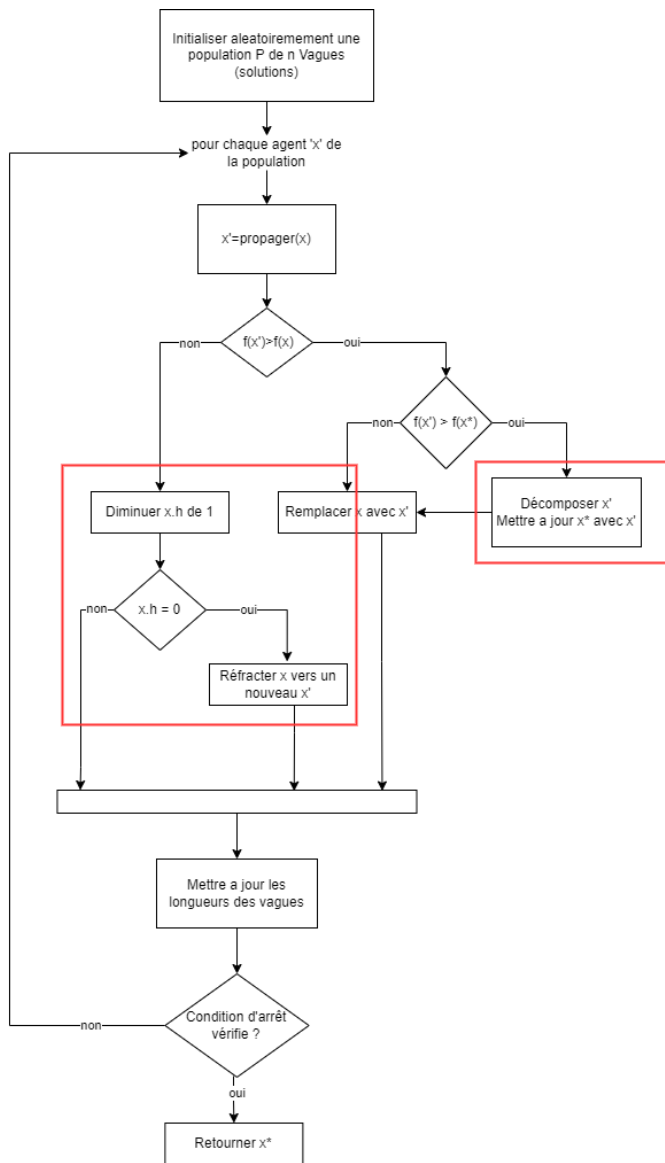 Initialiser aleatoiremement une
population P de n Vagues
(solutions)
pour chaque agent 'x' de
la population
x'=propager(x)
non
f(x')>f(x)
oui
non
f(x') > f(x*)
oui
Diminuer x.h de 1
Remplacer x avec x'
Décomposer x'
Mettre a jour x* avec x'
non
x.h = 0
oui
Réfracter x vers un
nouveau x'
Mettre a jour les
longueurs des vagues
Condition d'arrêt
vérifie ?
non
oui
Retourner x*